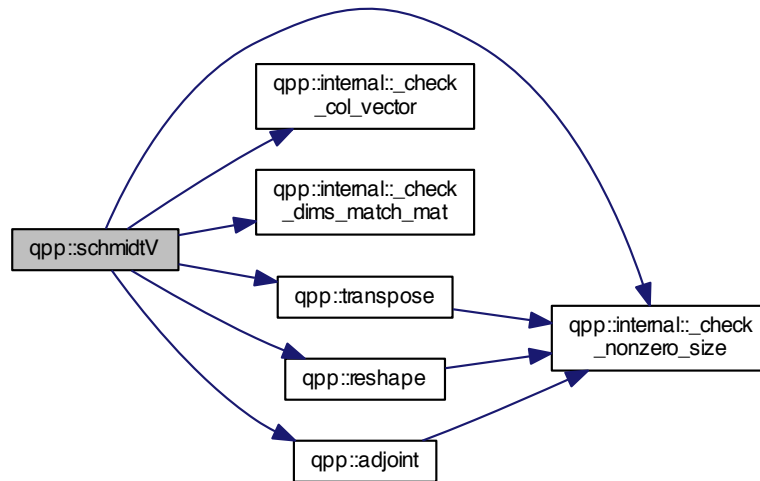 qpp::internal::_check
_col_vector
qpp::internal::_check
_dims_match_mat
qpp::schmidtV
qpp::transpose
qpp::internal::_check
_nonzero_size
qpp::reshape
qpp::adjoint